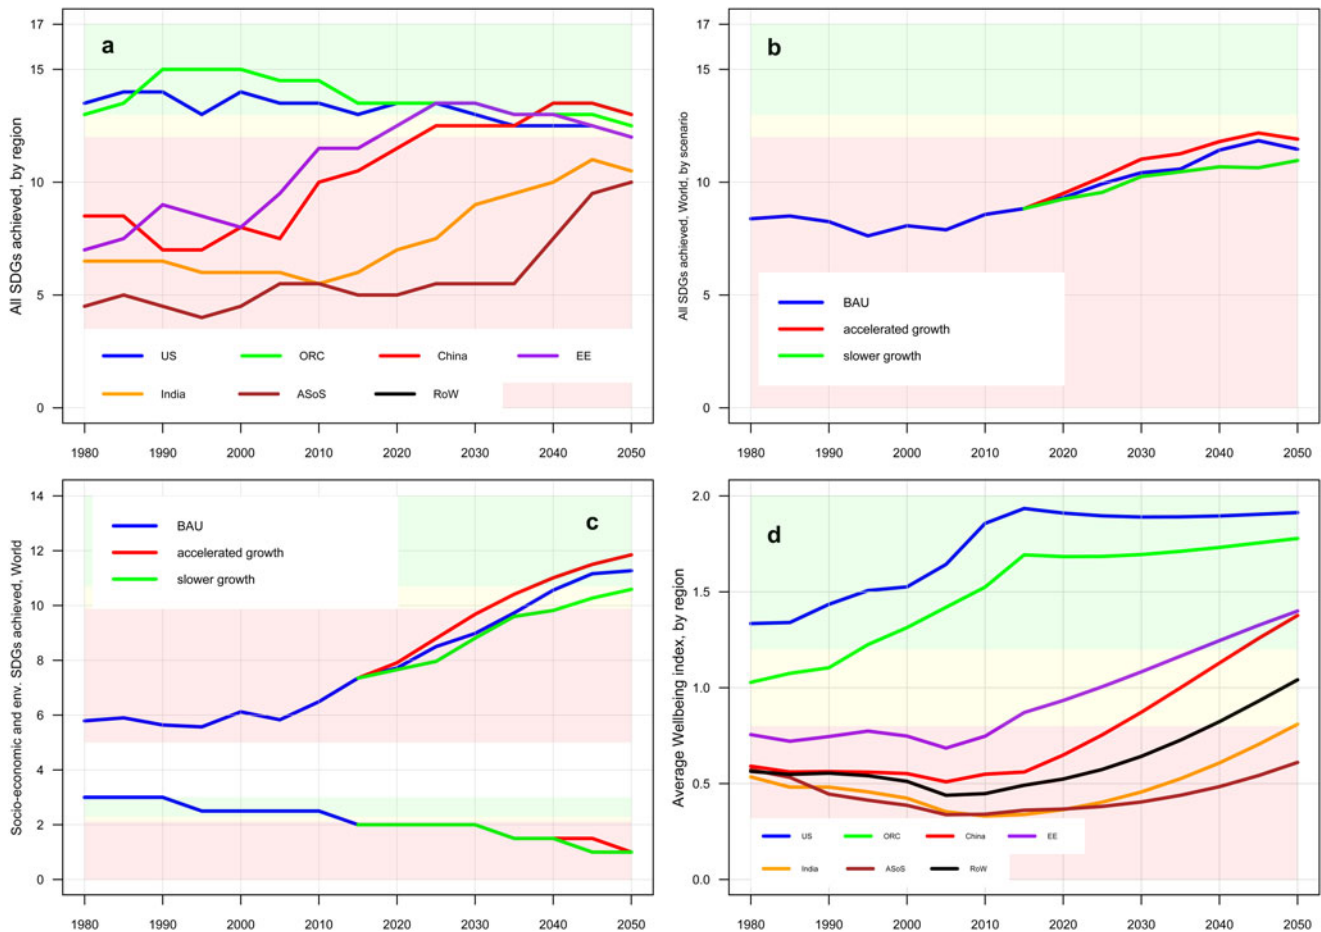 a
All SDGs achieved, by region
17
15
10
5
0
US ORC China EE
India ASoS RoW
1980 1990 2000 2010 2020 2030 2040 2050
b
All SDGs achieved, World, by scenario
17
15
10
5
0
BAU
accelerated growth
slower growth
1980 1990 2000 2010 2020 2030 2040 2050
c
Socio-economic and env. SDGs achieved, World
14
12
10
8
6
4
2
0
BAU
accelerated growth
slower growth
1980 1990 2000 2010 2020 2030 2040 2050
d
Average Wellbeing index, by region
2.0
1.5
1.0
0.5
0.0
US ORC China EE
India ASoS RoW
1980 1990 2000 2010 2020 2030 2040 2050